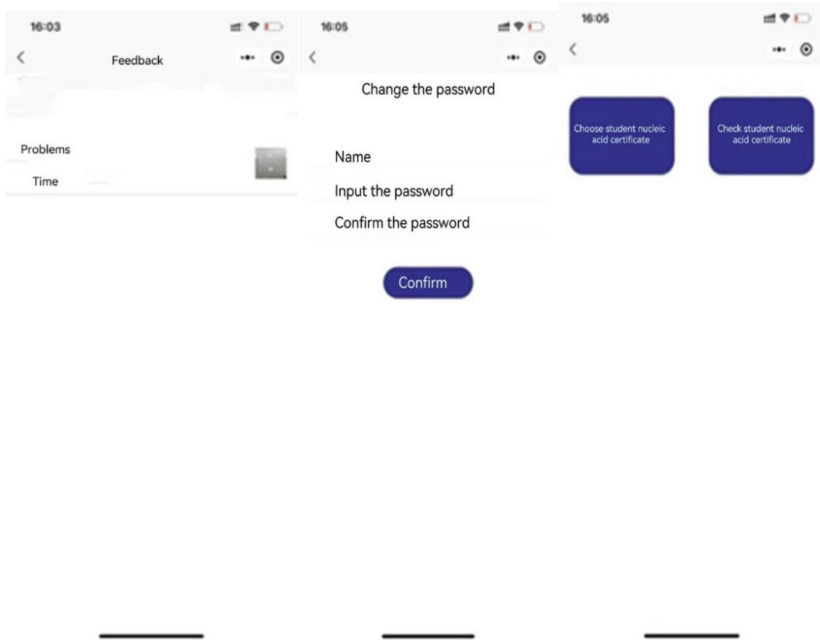 16:03
Feedback
Problems
Time
16:05
Change the password
Name
Input the password
Confirm the password
Confirm
16:05
Choose student nucleic
acid certificate
Check student nucleic
acid certificate